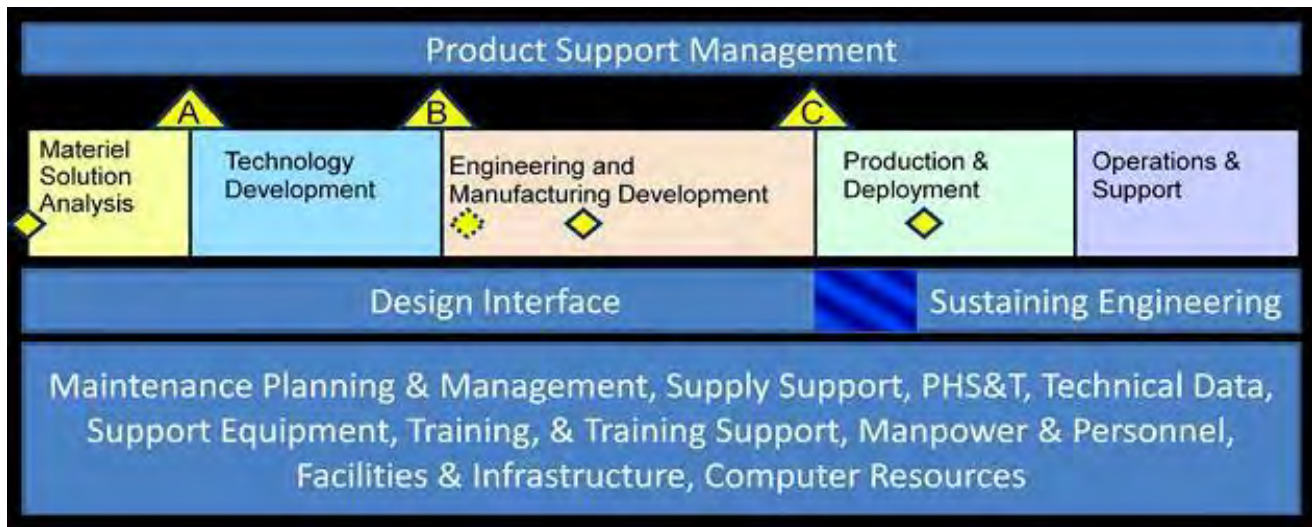 Product Support Management
A
B
C
Materiel
Solution
Analysis
Technology
Development
Engineering and
Manufacturing Development
Production &
Deployment
Operations &
Support
Design Interface
Sustaining Engineering
Maintenance Planning & Management, Supply Support, PHS&T, Technical Data,
Support Equipment, Training, & Training Support, Manpower & Personnel,
Facilities & Infrastructure, Computer Resources